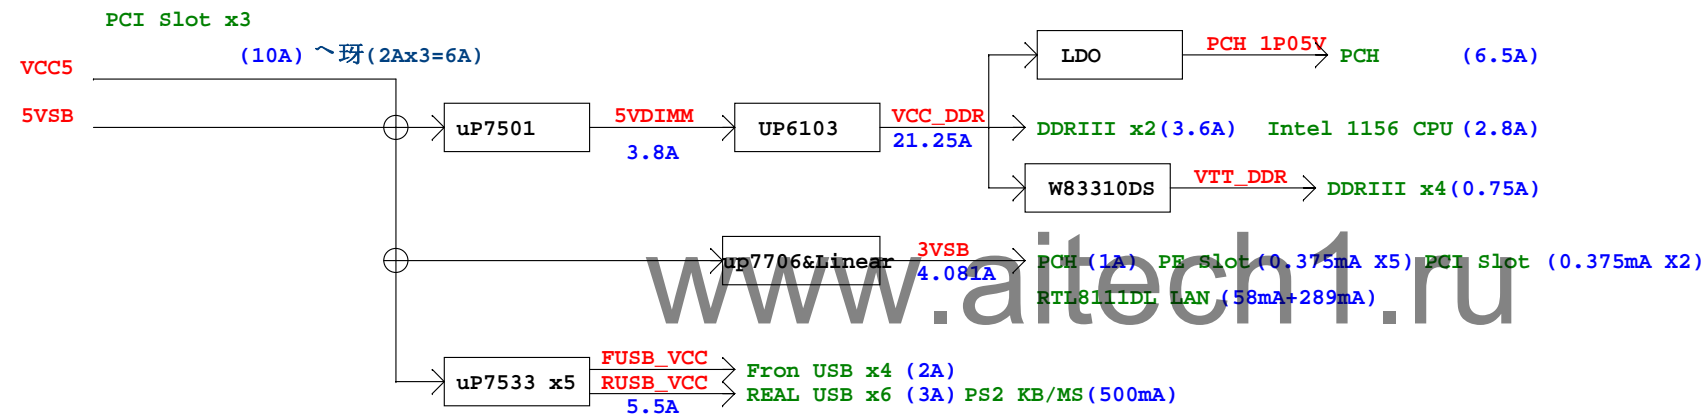 PCI Slot x3
(10A) へ玡(2Ax3=6A)
VCC5
5VSB
uP7501
5VDIMM
3.8A
UP6103
VCC_DDR
21.25A
LDO
PCH 1P05V
PCH (6.5A)
DDRIII x2(3.6A) Intel 1156 CPU (2.8A)
W83310DS
VTT_DDR
DDRIII x4(0.75A)
up7706&Linear
3VSB
4.081A
PCH (1A) PE Slot(0.375mA X5) PCI Slot (0.375mA X2)
RTL8111DL LAN (58mA+289mA)
www.aitech1.ru
uP7533 x5
FUSB_VCC
RUSB_VCC
5.5A
Fron USB x4 (2A)
REAL USB x6 (3A) PS2 KB/MS(500mA)